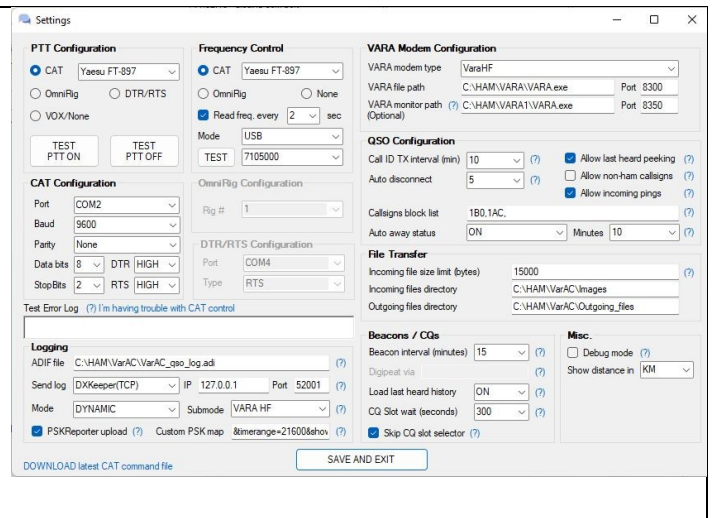 Settings
PTT Configuration
CAT Yaesu FT-897
OmniRig DTR/RTS
VOX/None
TEST PTT ON TEST PTT OFF
Frequency Control
CAT Yaesu FT-897
OmniRig None
Read freq. every 2 sec
Mode USB
TEST 7105000
CAT Configuration
Port COM2
Baud 9600
Parity None
Data bits 8 DTR HIGH
StopBits 2 RTS HIGH
OmniRig Configuration
Rig # 1
DTR/RTS Configuration
Port COM4
Type RTS
Test Error Log (?) I'm having trouble with CAT control
Logging
ADIF file C:\HAM\VarAC\VarAC_qso_log.adi (?)
Send log DXKeeper(TCP) IP 127.0.0.1 Port 52001 (?)
Mode DYNAMIC Submode VARA HF (?)
PSKReporter upload (?) Custom PSK map &timerange=21600&shov (?)
DOWNLOAD latest CAT command file
VARA Modem Configuration
VARA modem type VaraHF
VARA file path C:\HAM\VARA\VARA.exe Port 8300
VARA monitor path (?) C:\HAM\VARA1\VARA.exe Port 8350
(Optional)
QSO Configuration
Call ID TX interval (min) 10 (?) Allow last heard peeking (?)
Auto disconnect 5 (?) Allow non-ham callsigns (?)
Allow incoming pings (?)
Callsigns block list 1B0,1AC, (?)
Auto away status ON Minutes 10 (?)
File Transfer
Incoming file size limit (bytes) 15000 (?)
Incoming files directory C:\HAM\VarAC\Images
Outgoing files directory C:\HAM\VarAC\Outgoing_files
Beacons / CQs
Beacon interval (minutes) 15 (?)
Digipeat via (?)
Load last heard history ON (?)
CQ Slot wait (seconds) 300 (?)
Skip CQ slot selector (?)
Misc.
Debug mode (?)
Show distance in KM
SAVE AND EXIT